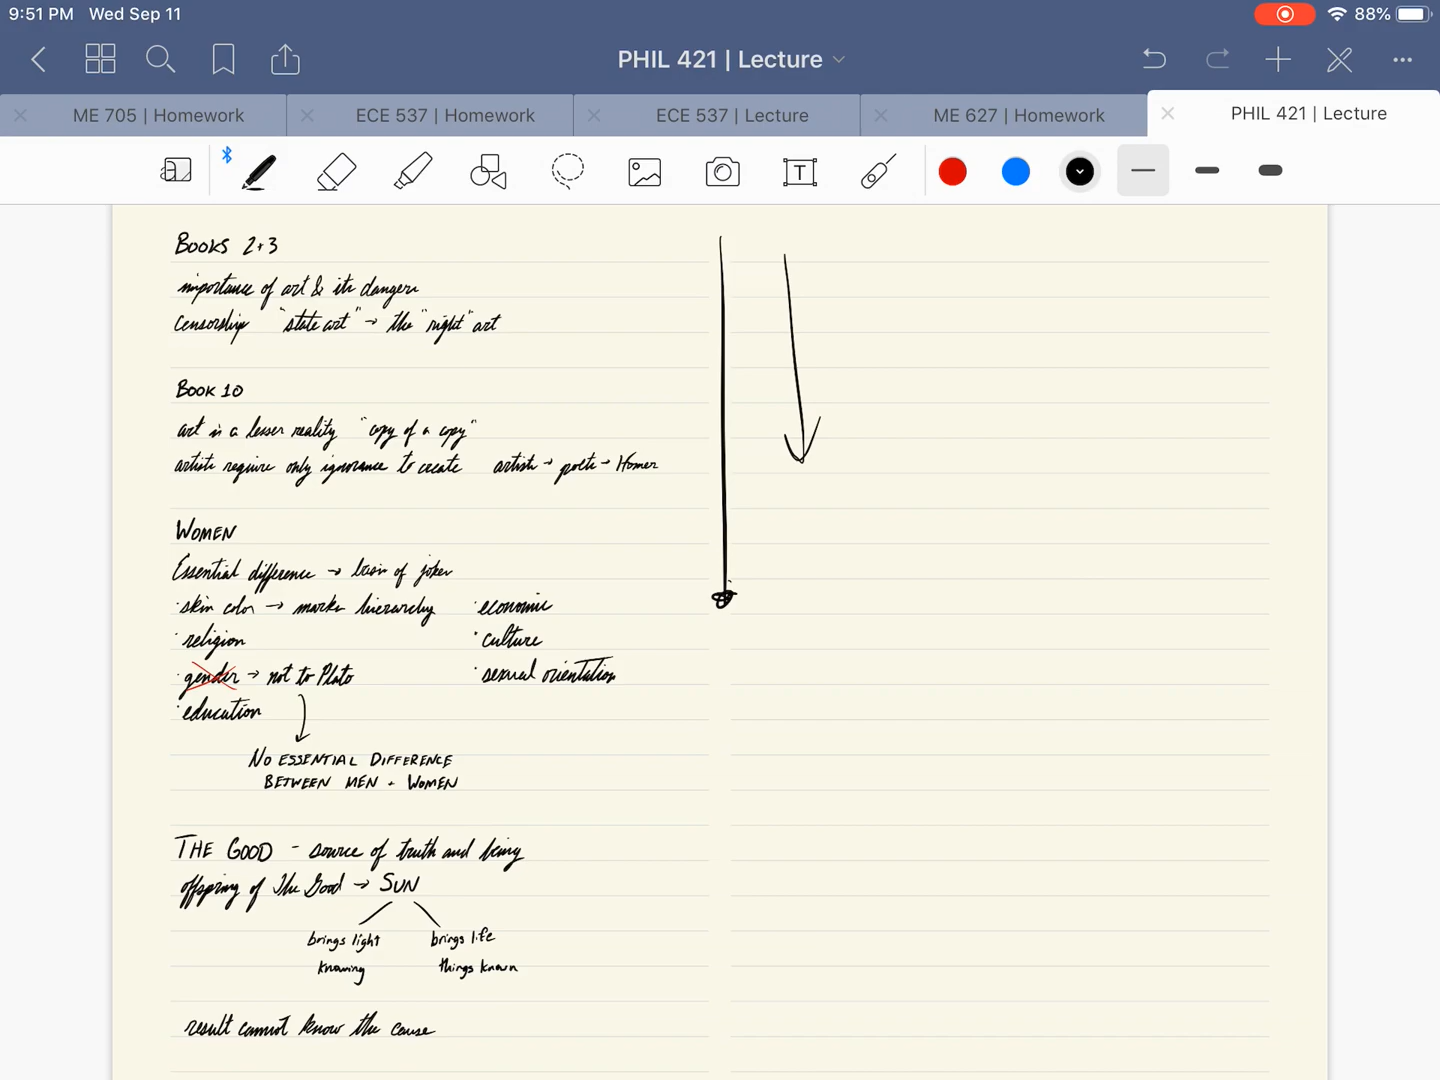 9:51 PM Wed Sep 11
88%
PHIL 421 | Lecture
ME 705 | Homework
ECE 537 | Homework
ECE 537 | Lecture
ME 627 | Homework
PHIL 421 | Lecture
BOOKS 2+3
importance of art & its dangers
censorship "state art" → the "right" art
BOOK 10
art is a lesser reality "copy of a copy"
artists require only ignorance to create artists → poets → Homer
WOMEN
Essential difference → basis of jokes
· skin color → marks hierarchy · economic
· religion · culture
· gender → not to Plato · sexual orientation
· education
NO ESSENTIAL DIFFERENCE
BETWEEN MEN + WOMEN
THE GOOD - source of truth and being
offspring of The Good → SUN
brings light brings life
knowing things known
result cannot know the cause